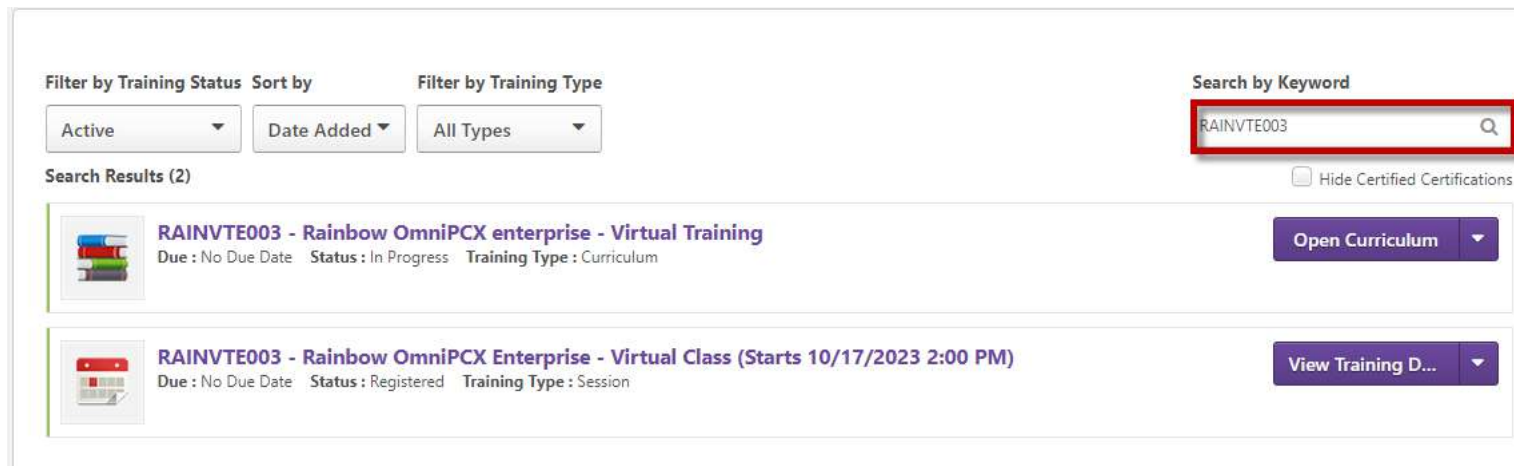 Filter by Training Status Sort by Filter by Training Type Search by Keyword
Active Date Added All Types RAINVTE003
Search Results (2) Hide Certified Certifications
RAINVTE003 - Rainbow OmniPCX enterprise - Virtual Training
Due : No Due Date Status : In Progress Training Type : Curriculum
Open Curriculum
RAINVTE003 - Rainbow OmniPCX Enterprise - Virtual Class (Starts 10/17/2023 2:00 PM)
Due : No Due Date Status : Registered Training Type : Session
View Training D...